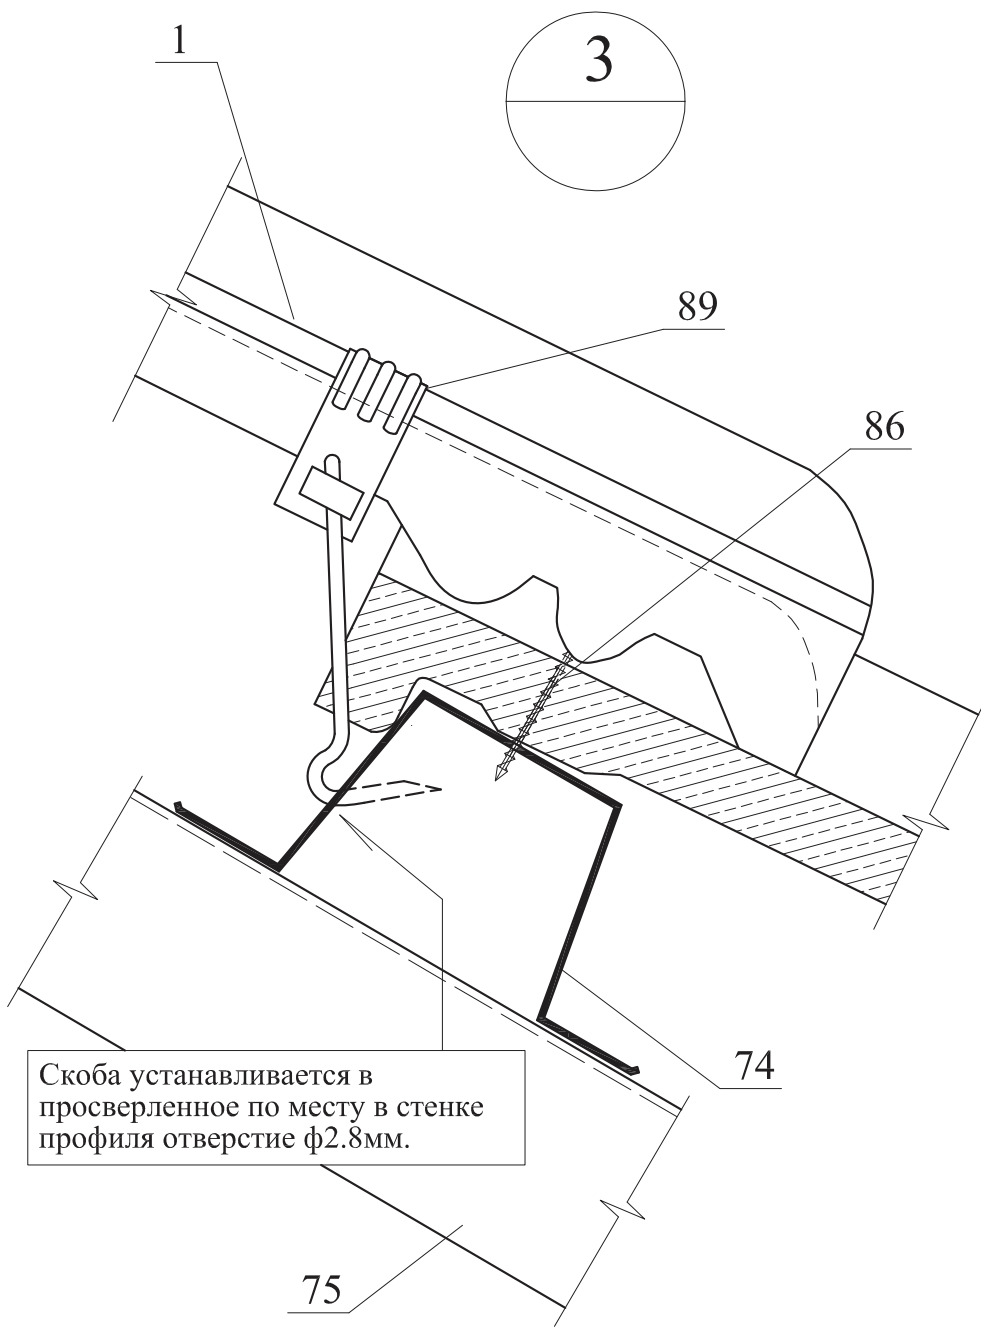 1
3
89
86
74
Скоба устанавливается в
просверленное по месту в стенке
профиля отверстие ф2.8мм.
75